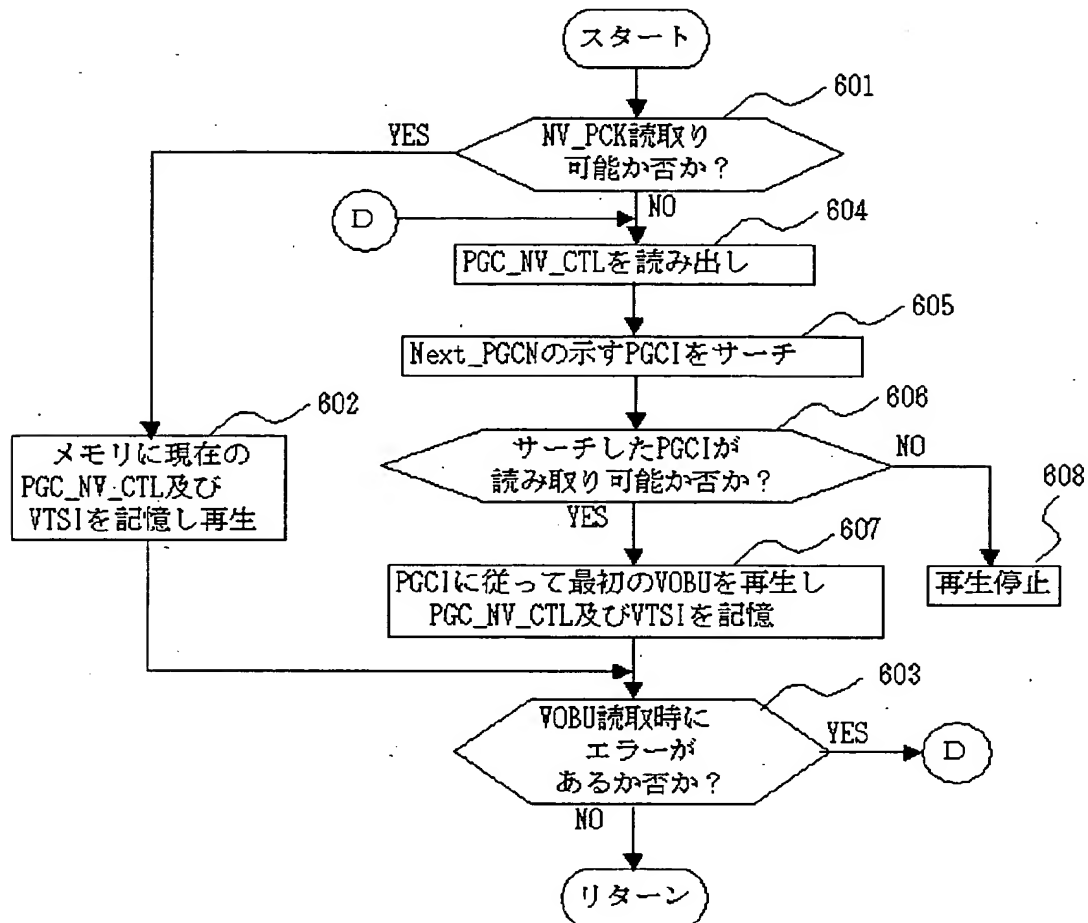 スタート
601
NV_PCK読取り
可能か否か？
YES
NO
D
604
PGC_NV_CTLを読み出し
605
Next_PGCNの示すPGCIをサーチ
606
サーチしたPGCIが
読み取り可能か否か？
NO
YES
602
メモリに現在の
PGC_NV_CTL及び
VTSIを記憶し再生
607
PGCIに従って最初のVOBUを再生し
PGC_NV_CTL及びVTSIを記憶
608
再生停止
603
VOBU読取時に
エラーが
あるか否か？
YES
D
NO
リターン